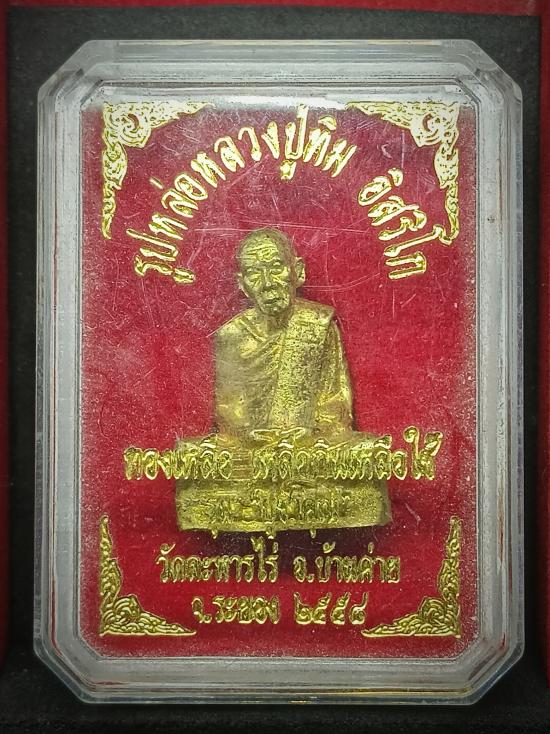 รูปหล่อหลวงปู่ทิม อิสริโก
ทองเหลือ เหลือกินเหลือใช้
วัดละหารไร่ อ.บ้านค่าย
จ.ระยอง ๒๕๕๘